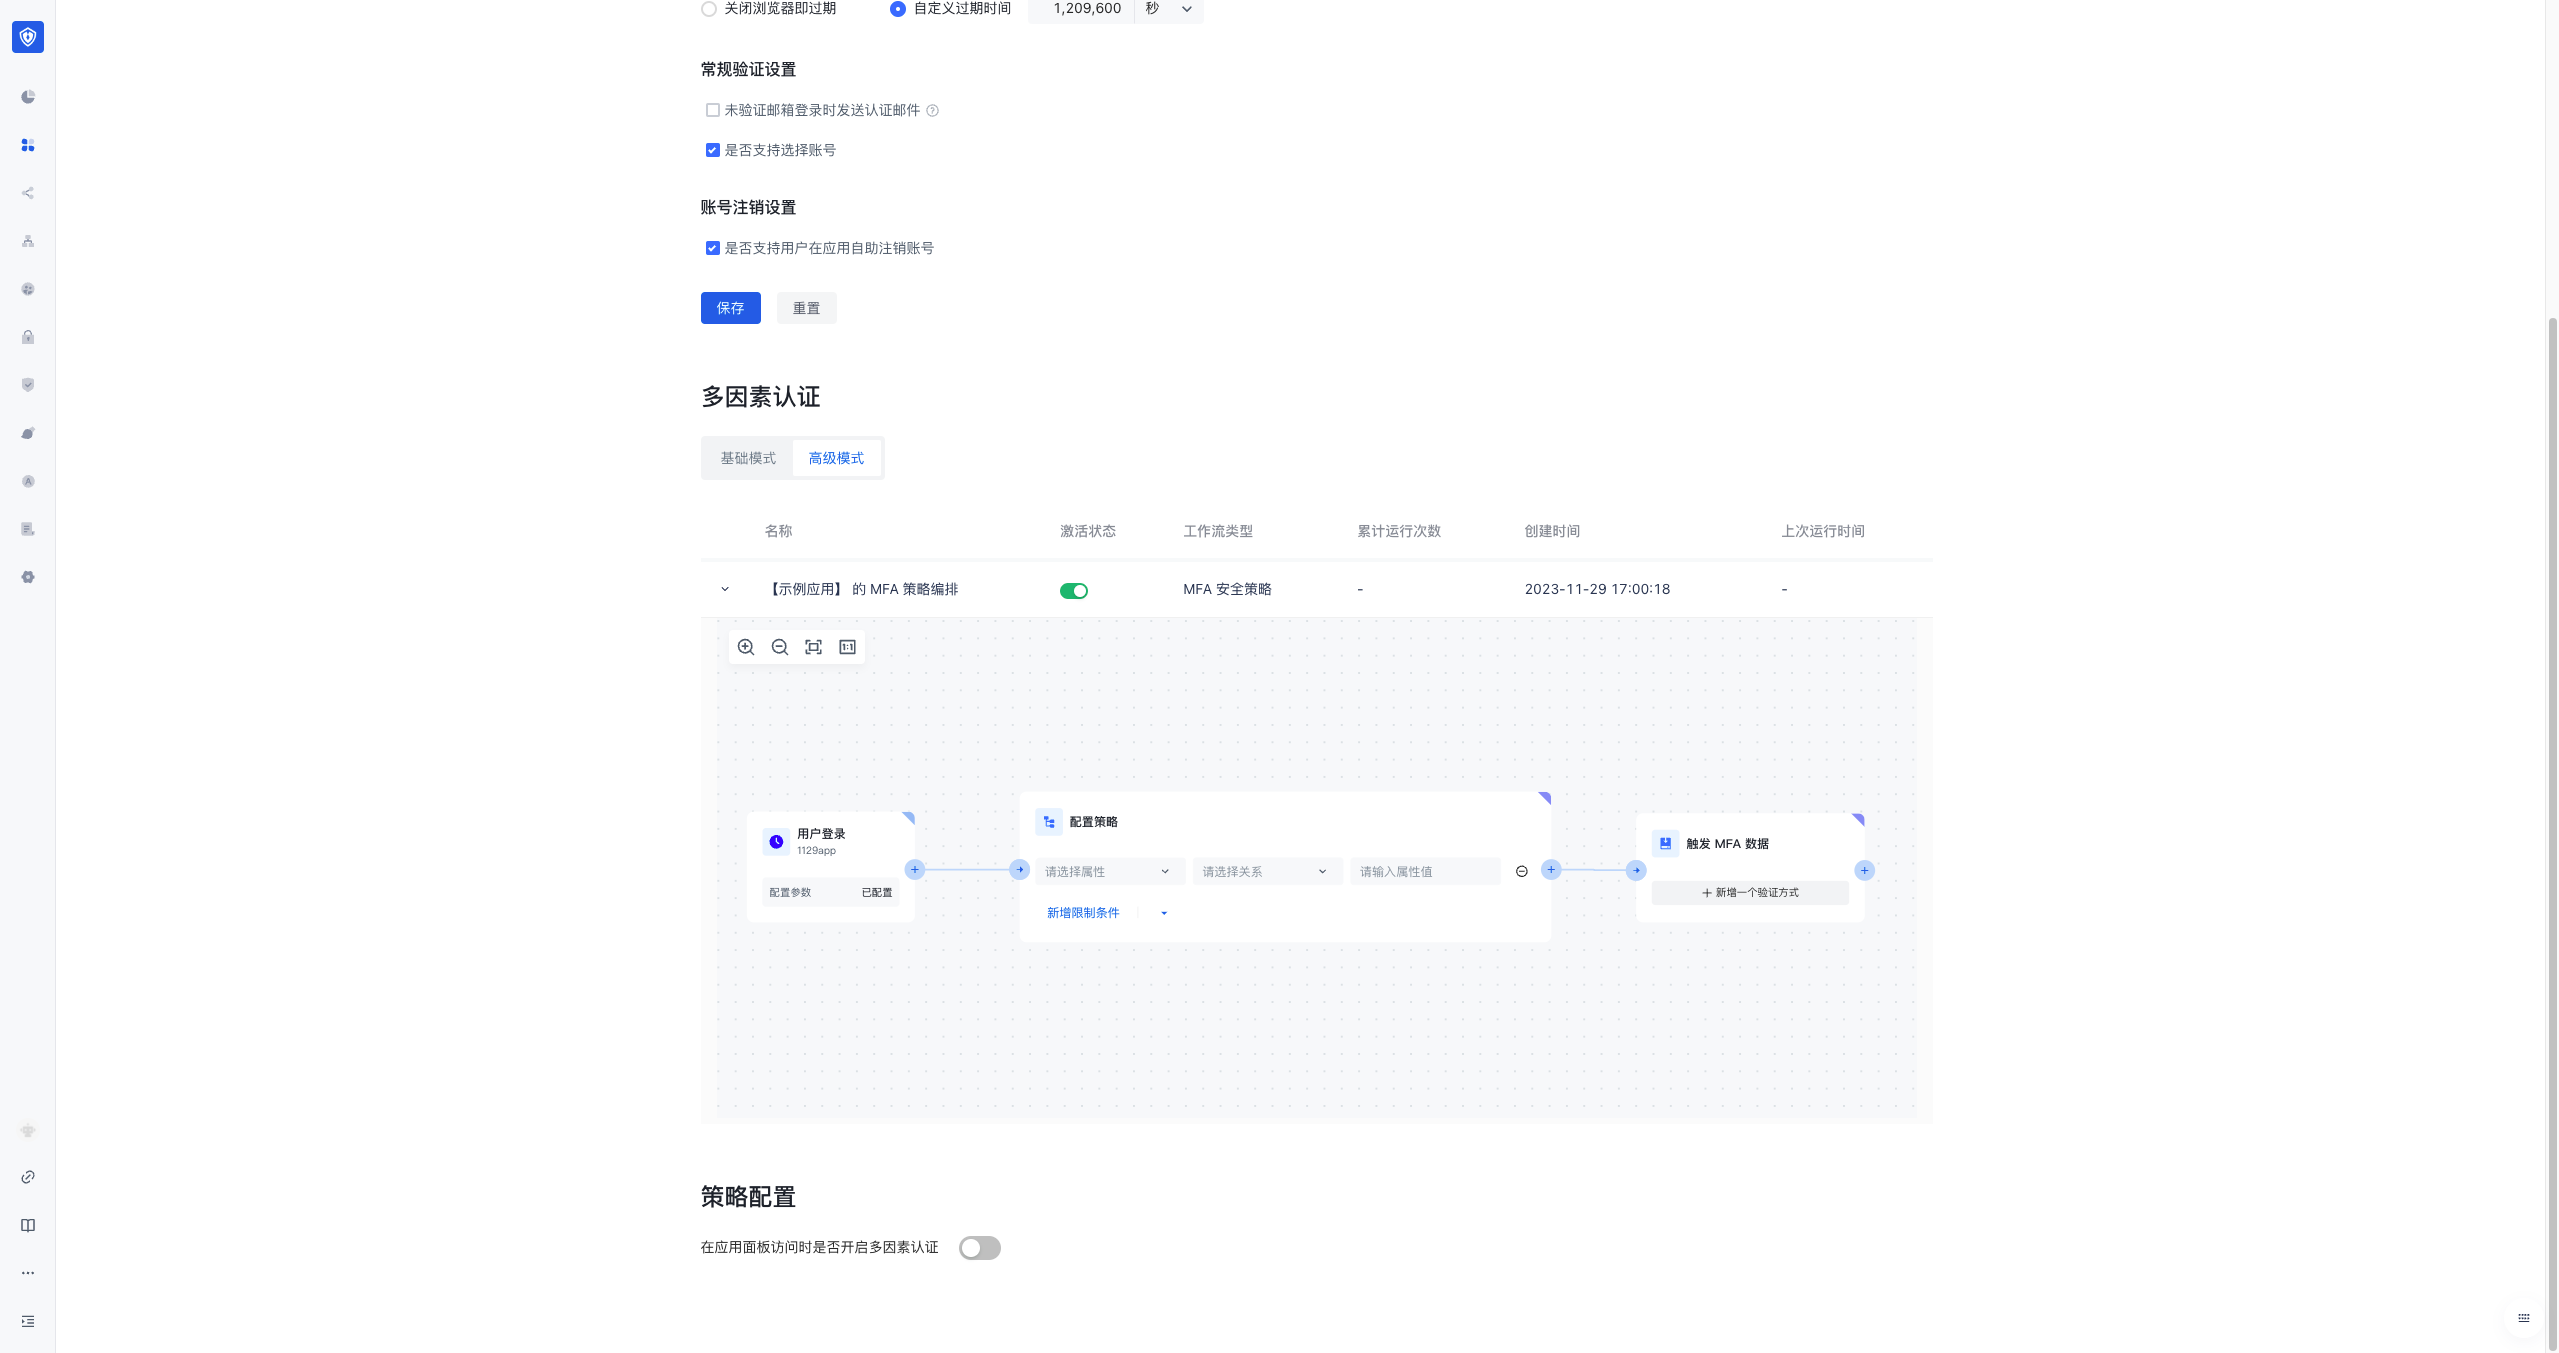 关闭浏览器即过期 自定义过期时间 1,209,600 秒
常规验证设置
未验证邮箱登录时发送认证邮件
是否支持选择账号
账号注销设置
是否支持用户在应用自助注销账号
保存 重置
多因素认证
基础模式 高级模式
名称 激活状态 工作流类型 累计运行次数 创建时间 上次运行时间
【示例应用】 的 MFA 策略编排 MFA 安全策略 - 2023-11-29 17:00:18 -
1:1
用户登录
1129app
配置参数 已配置
配置策略
请选择属性 请选择关系 请输入属性值
新增限制条件
触发 MFA 数据
新增一个验证方式
策略配置
在应用面板访问时是否开启多因素认证